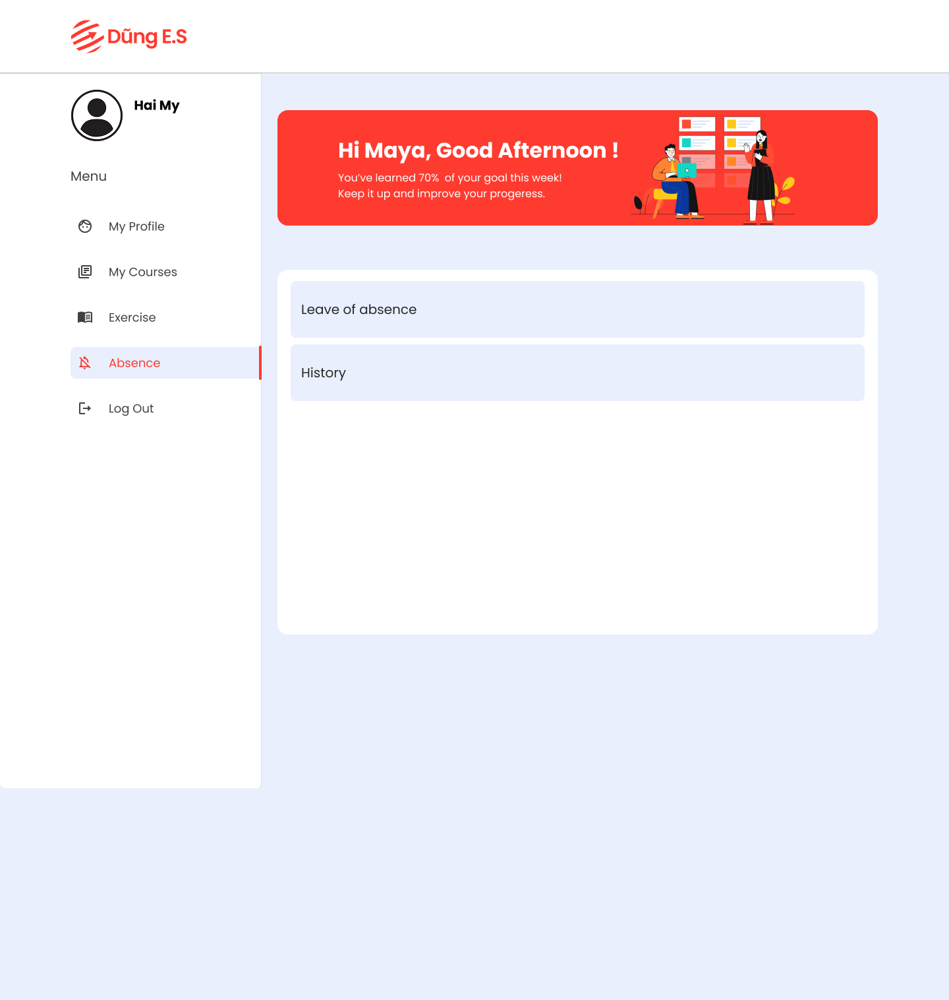 Dũng E.S
Hai My
Menu
My Profile
My Courses
Exercise
Absence
Log Out
Hi Maya, Good Afternoon !
You’ve learned 70%  of your goal this week!
Keep it up and improve your progeress.
Leave of absence
History